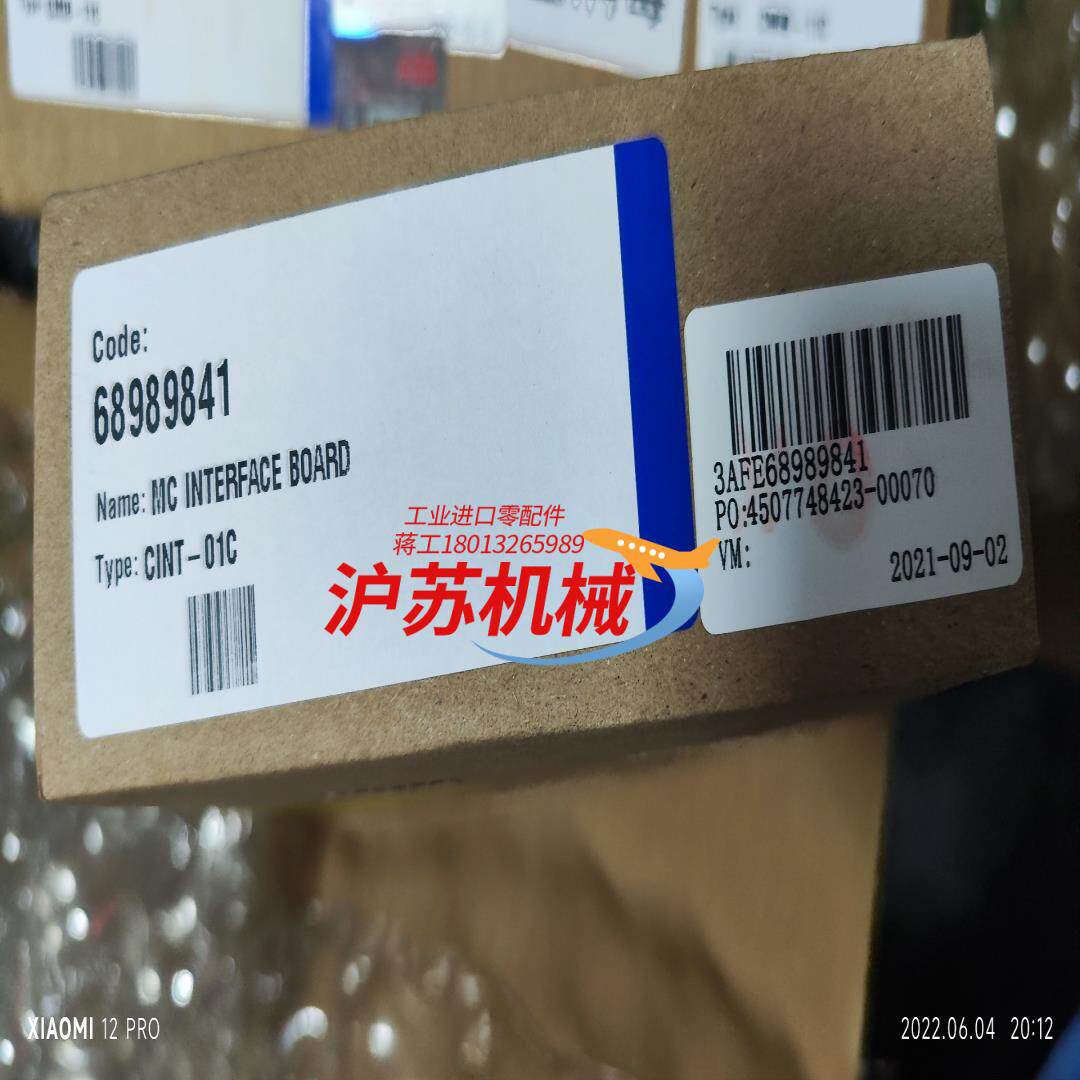 Code:
68989841
Name: MC INTERFACE BOARD
Type: CINT-01C
3AFE68989841
PO:4507748423-00070
VM:
2021-09-02
工业进口零配件
蒋工18013265989
沪苏机械
XIAOMI 12 PRO
2022.06.04 20:12